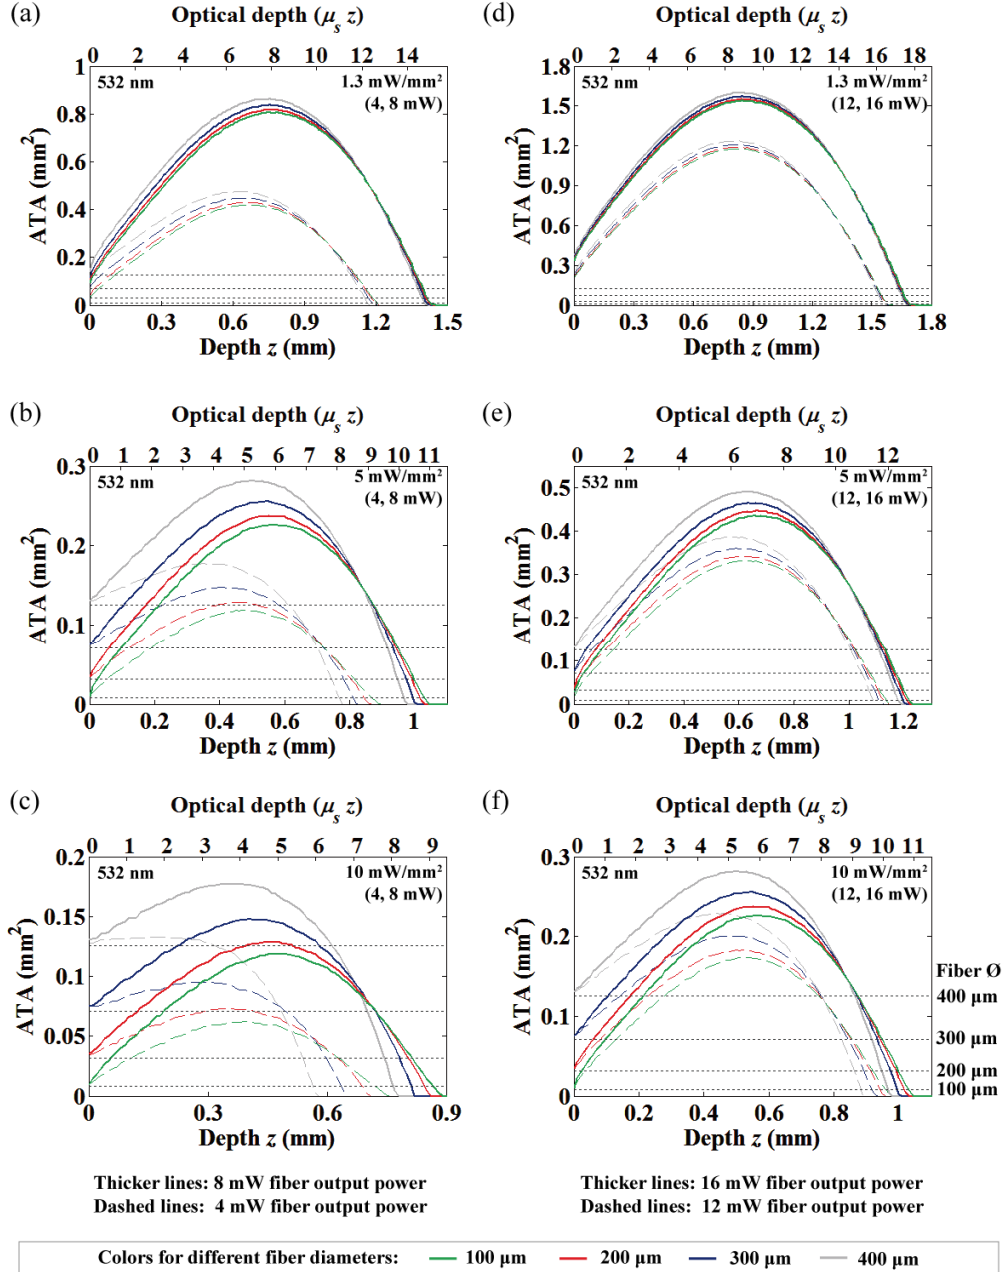 (a)
Optical depth (μs z)
0 2 4 6 8 10 12 14
532 nm
1.3 mW/mm²
(4, 8 mW)
ATA (mm²)
1
0.8
0.6
0.4
0.2
0
0 0.3 0.6 0.9 1.2 1.5
Depth z (mm)
(d)
Optical depth (μs z)
0 2 4 6 8 10 12 14 16 18
532 nm
1.3 mW/mm²
(12, 16 mW)
ATA (mm²)
1.8
1.5
1.2
0.9
0.6
0.3
0
0 0.3 0.6 0.9 1.2 1.5 1.8
Depth z (mm)
(b)
Optical depth (μs z)
0 1 2 3 4 5 6 7 8 9 10 11
532 nm
5 mW/mm²
(4, 8 mW)
ATA (mm²)
0.3
0.2
0.1
0
0 0.2 0.4 0.6 0.8 1
Depth z (mm)
(e)
Optical depth (μs z)
0 2 4 6 8 10 12
532 nm
5 mW/mm²
(12, 16 mW)
ATA (mm²)
0.5
0.4
0.3
0.2
0.1
0
0 0.2 0.4 0.6 0.8 1 1.2
Depth z (mm)
(c)
Optical depth (μs z)
0 1 2 3 4 5 6 7 8 9
532 nm
10 mW/mm²
(4, 8 mW)
ATA (mm²)
0.2
0.15
0.1
0.05
0
0 0.3 0.6 0.9
Depth z (mm)
(f)
Optical depth (μs z)
0 1 2 3 4 5 6 7 8 9 10 11
532 nm
10 mW/mm²
(12, 16 mW)
ATA (mm²)
0.3
0.2
0.1
0
0 0.2 0.4 0.6 0.8 1
Depth z (mm)
Fiber Ø
400 µm
300 µm
200 µm
100 µm
Thicker lines: 8 mW fiber output power
Dashed lines: 4 mW fiber output power
Thicker lines: 16 mW fiber output power
Dashed lines: 12 mW fiber output power
Colors for different fiber diameters: 100 µm 200 µm 300 µm 400 µm